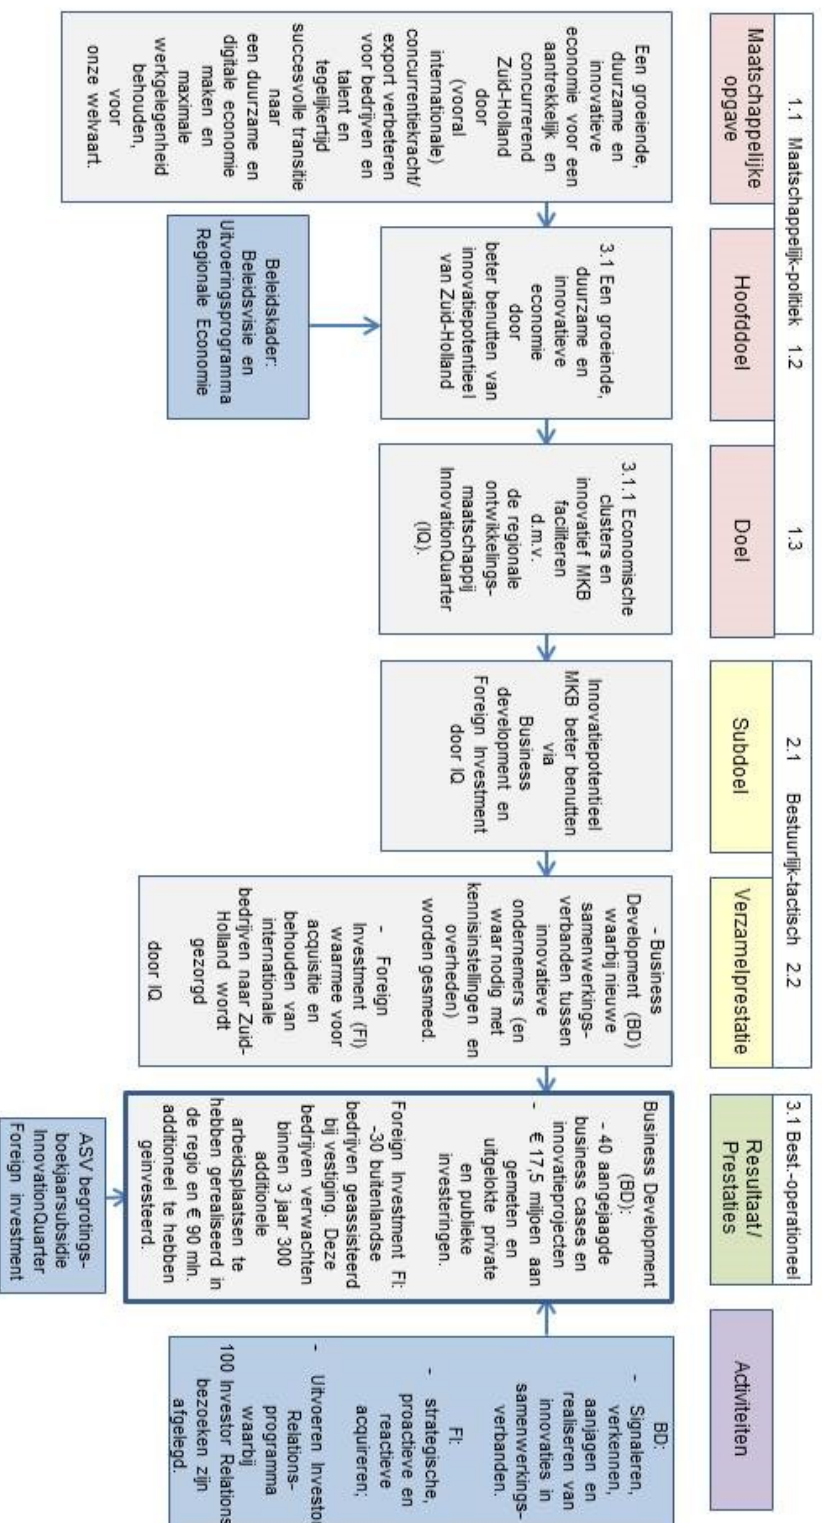 1.1 Maatschappelijk-politiek 1.2 1.3
2.1 Bestuurlijk-tactisch 2.2
3.1 Best.-operationeel
Maatschappelijke
opgave
Hoofddoel
Doel
Subdoel
Verzamelprestatie
Resultaat/
Prestaties
Activiteiten
Een groeiende,
duurzame en
innovatieve
economie voor een
aantrekkelijk en
concurrerend
Zuid-Holland
door
(vooral
internationale)
concurrentiekracht/
export verbeteren
voor bedrijven en
talent en
tegelijkertijd
succesvolle transitie
naar
een duurzame en
digitale economie
maken en
maximale
werkgelegenheid
behouden,
voor
onze welvaart.
3.1 Een groeiende,
duurzame en
innovatieve
economie
door
beter benutten van
innovatiepotentieel
van Zuid-Holland
Beleidskader:
Beleidsvisie en
Uitvoeringsprogramma
Regionale Economie
3.1.1 Economische
clusters en
innovatief MKB
faciliteren
d.m.v.
de regionale
ontwikkelings-
maatschappij
InnovationQuarter
(IQ).
Innovatiepotentieel
MKB beter benutten
via
Business
development en
Foreign Investment
door IQ
- Business
Development (BD)
waarbij nieuwe
samenwerkings-
verbanden tussen
innovatieve
ondernemers (en
waar nodig met
kennisinstellingen en
overheden)
worden gesmeed.
- Foreign
Investment (FI)
waarmee voor
acquisitie en
behouden van
internationale
bedrijven naar Zuid-
Holland wordt
gezorgd
door IQ
Business Development
(BD):
- 40 aangejaagde
business cases en
innovatieprojecten
- € 17,5 miljoen aan
gemeten en
uitgelokte private
en publieke
investeringen.
Foreign Investment FI:
-30 buitenlandse
bedrijven geassisteerd
bij vestiging. Deze
bedrijven verwachten
binnen 3 jaar 300
additionele
arbeidsplaatsen te
hebben gerealiseerd in
de regio en € 90 mln.
additioneel te hebben
geinvesteerd.
ASV begrotings-
boekjaarsubsidie
InnovationQuarter
Foreign investment
BD:
- Signaleren,
verkennen,
aanjagen en
realiseren van
innovaties in
samenwerkings-
verbanden.
FI:
- strategische,
proactieve en
reactieve
acquireren;
- Uitvoeren Investor
Relations-
programma
waarbij
100 Investor Relations
bezoeken zijn
afgelegd.